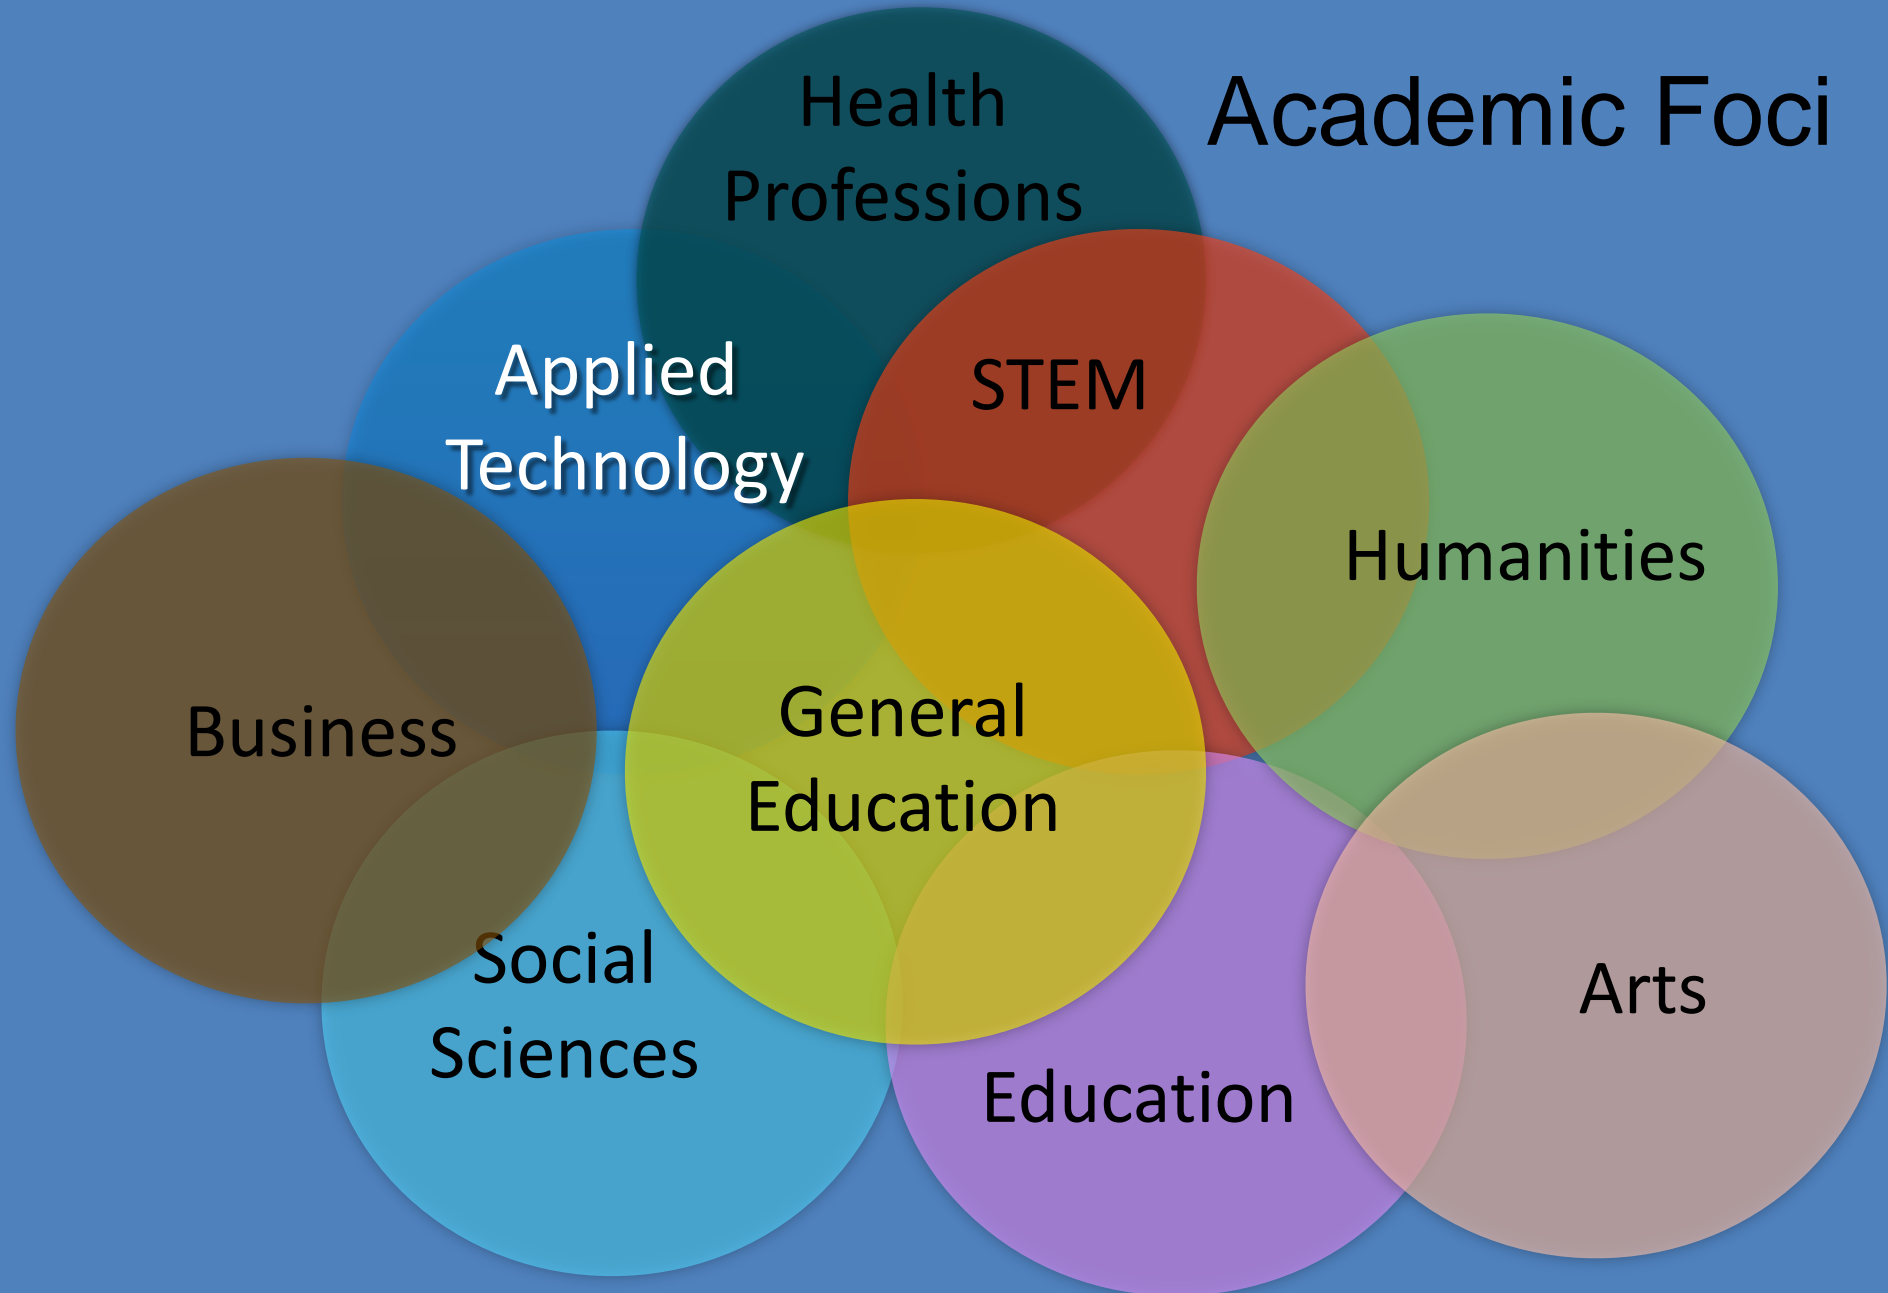 Academic Foci
Health
Professions
Applied
Technology
STEM
Humanities
Business
General
Education
Social
Sciences
Arts
Education